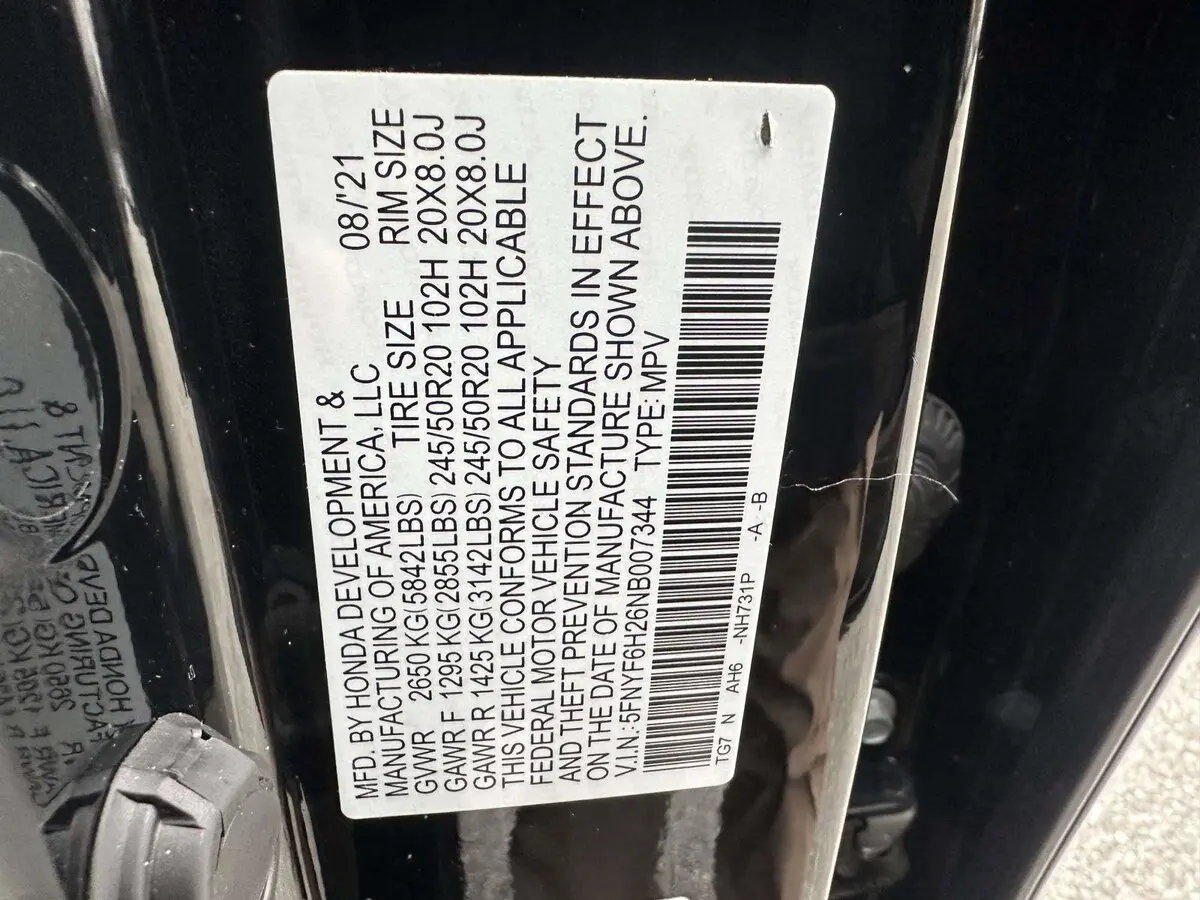 MFD. BY HONDA DEVELOPMENT &
MANUFACTURING OF AMERICA, LLC 08/'21
GVWR 2650 KG(5842LBS) TIRE SIZE RIM SIZE
GAWR F 1295 KG(2855LBS) 245/50R20 102H 20X8.0J
GAWR R 1425 KG(3142LBS) 245/50R20 102H 20X8.0J
THIS VEHICLE CONFORMS TO ALL APPLICABLE
FEDERAL MOTOR VEHICLE SAFETY
AND THEFT PREVENTION STANDARDS IN EFFECT
ON THE DATE OF MANUFACTURE SHOWN ABOVE.
V.I.N.:5FNYF6H26NB007344 TYPE:MPV
TG7 N AH6 -NH731P -A -B